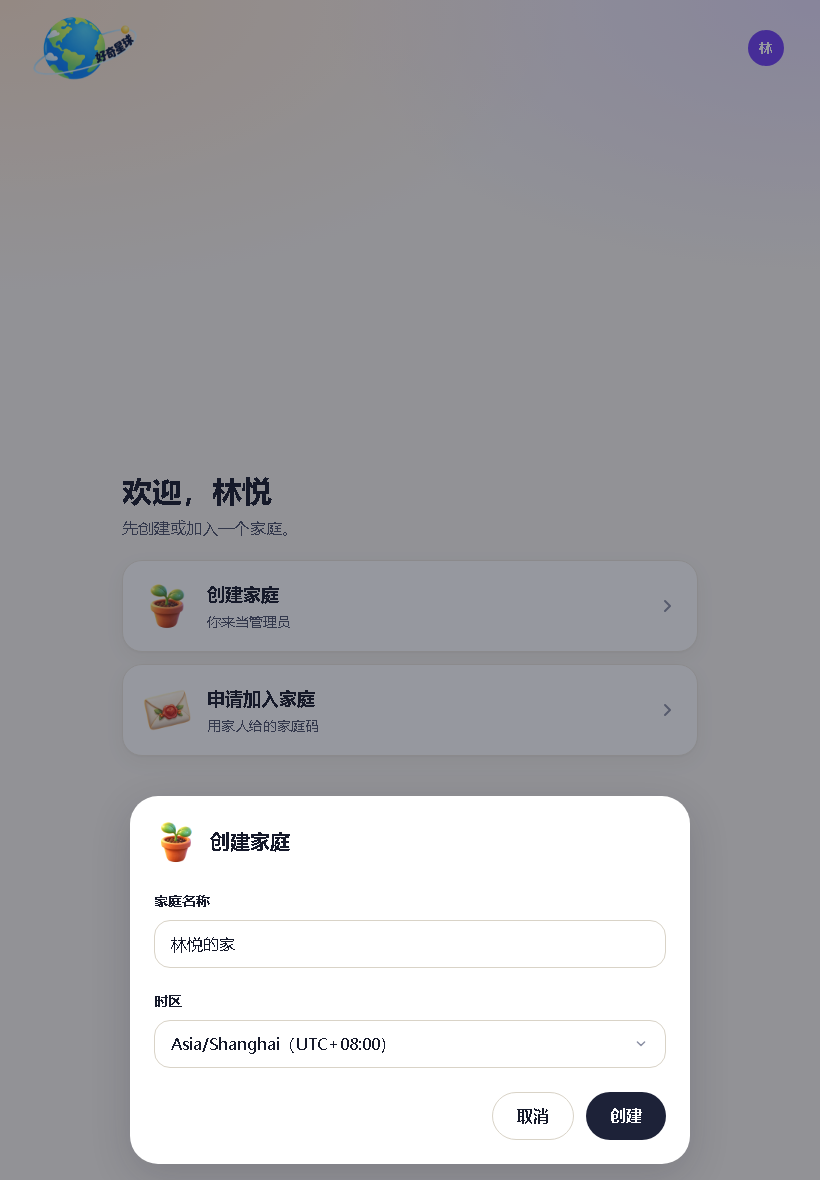 好奇星球
林
欢迎，林悦
先创建或加入一个家庭。
创建家庭
你来当管理员
申请加入家庭
用家人给的家庭码
创建家庭
家庭名称
林悦的家
时区
Asia/Shanghai（UTC+08:00）
取消
创建